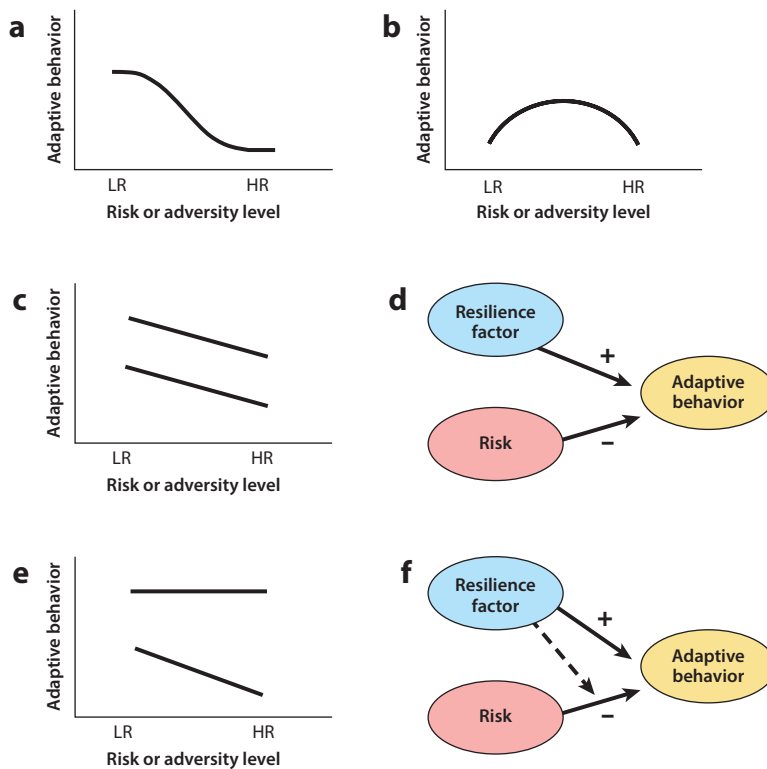 a
Adaptive behavior
LR
HR
Risk or adversity level
b
Adaptive behavior
LR
HR
Risk or adversity level
c
Adaptive behavior
LR
HR
Risk or adversity level
d
Resilience
factor
+
Adaptive
behavior
Risk
–
e
Adaptive behavior
LR
HR
Risk or adversity level
f
Resilience
factor
+
Adaptive
behavior
Risk
–